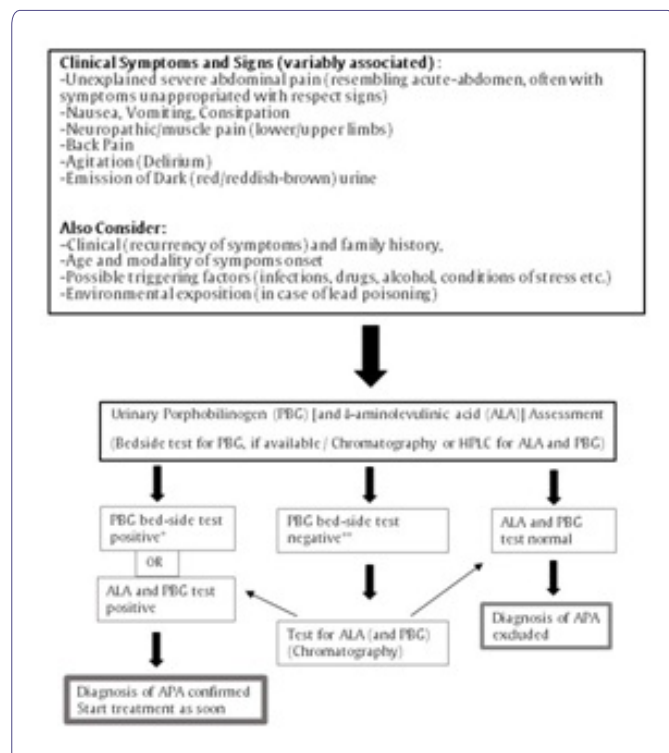 Clinical Symptoms and Signs (variably associated) :
-Unexplained severe abdominal pain (resembling acute-abdomen, often with
symptoms unappropriated with respect signs)
-Nausea, Vomiting, Consitpation
-Neuropathic/muscle pain (lower/upper limbs)
-Back Pain
-Agitation (Delirium)
-Emission of Dark (red/reddish-brown) urine
Also Consider:
-Clinical (recurrency of symptoms) and family history,
-Age and modality of sympoms onset
-Possible triggering factors (infections, drugs, alcohol, conditions of stress etc.)
-Environmental exposition (in case of lead poisoning)
Urinary Porphobilinogen (PBG) [and δ-aminolevulinic acid (ALA)] Assessment
(Bedside test for PBG, if available / Chromatography or HPLC for ALA and PBG)
PBG bed-side test
positive*
OR
ALA and PBG test
positive
PBG bed-side test
negative**
Test for ALA (and PBG)
(Chromatography)
ALA and PBG
test normal
Diagnosis of APA
excluded
Diagnosis of APA confirmed
Start treatment as soon